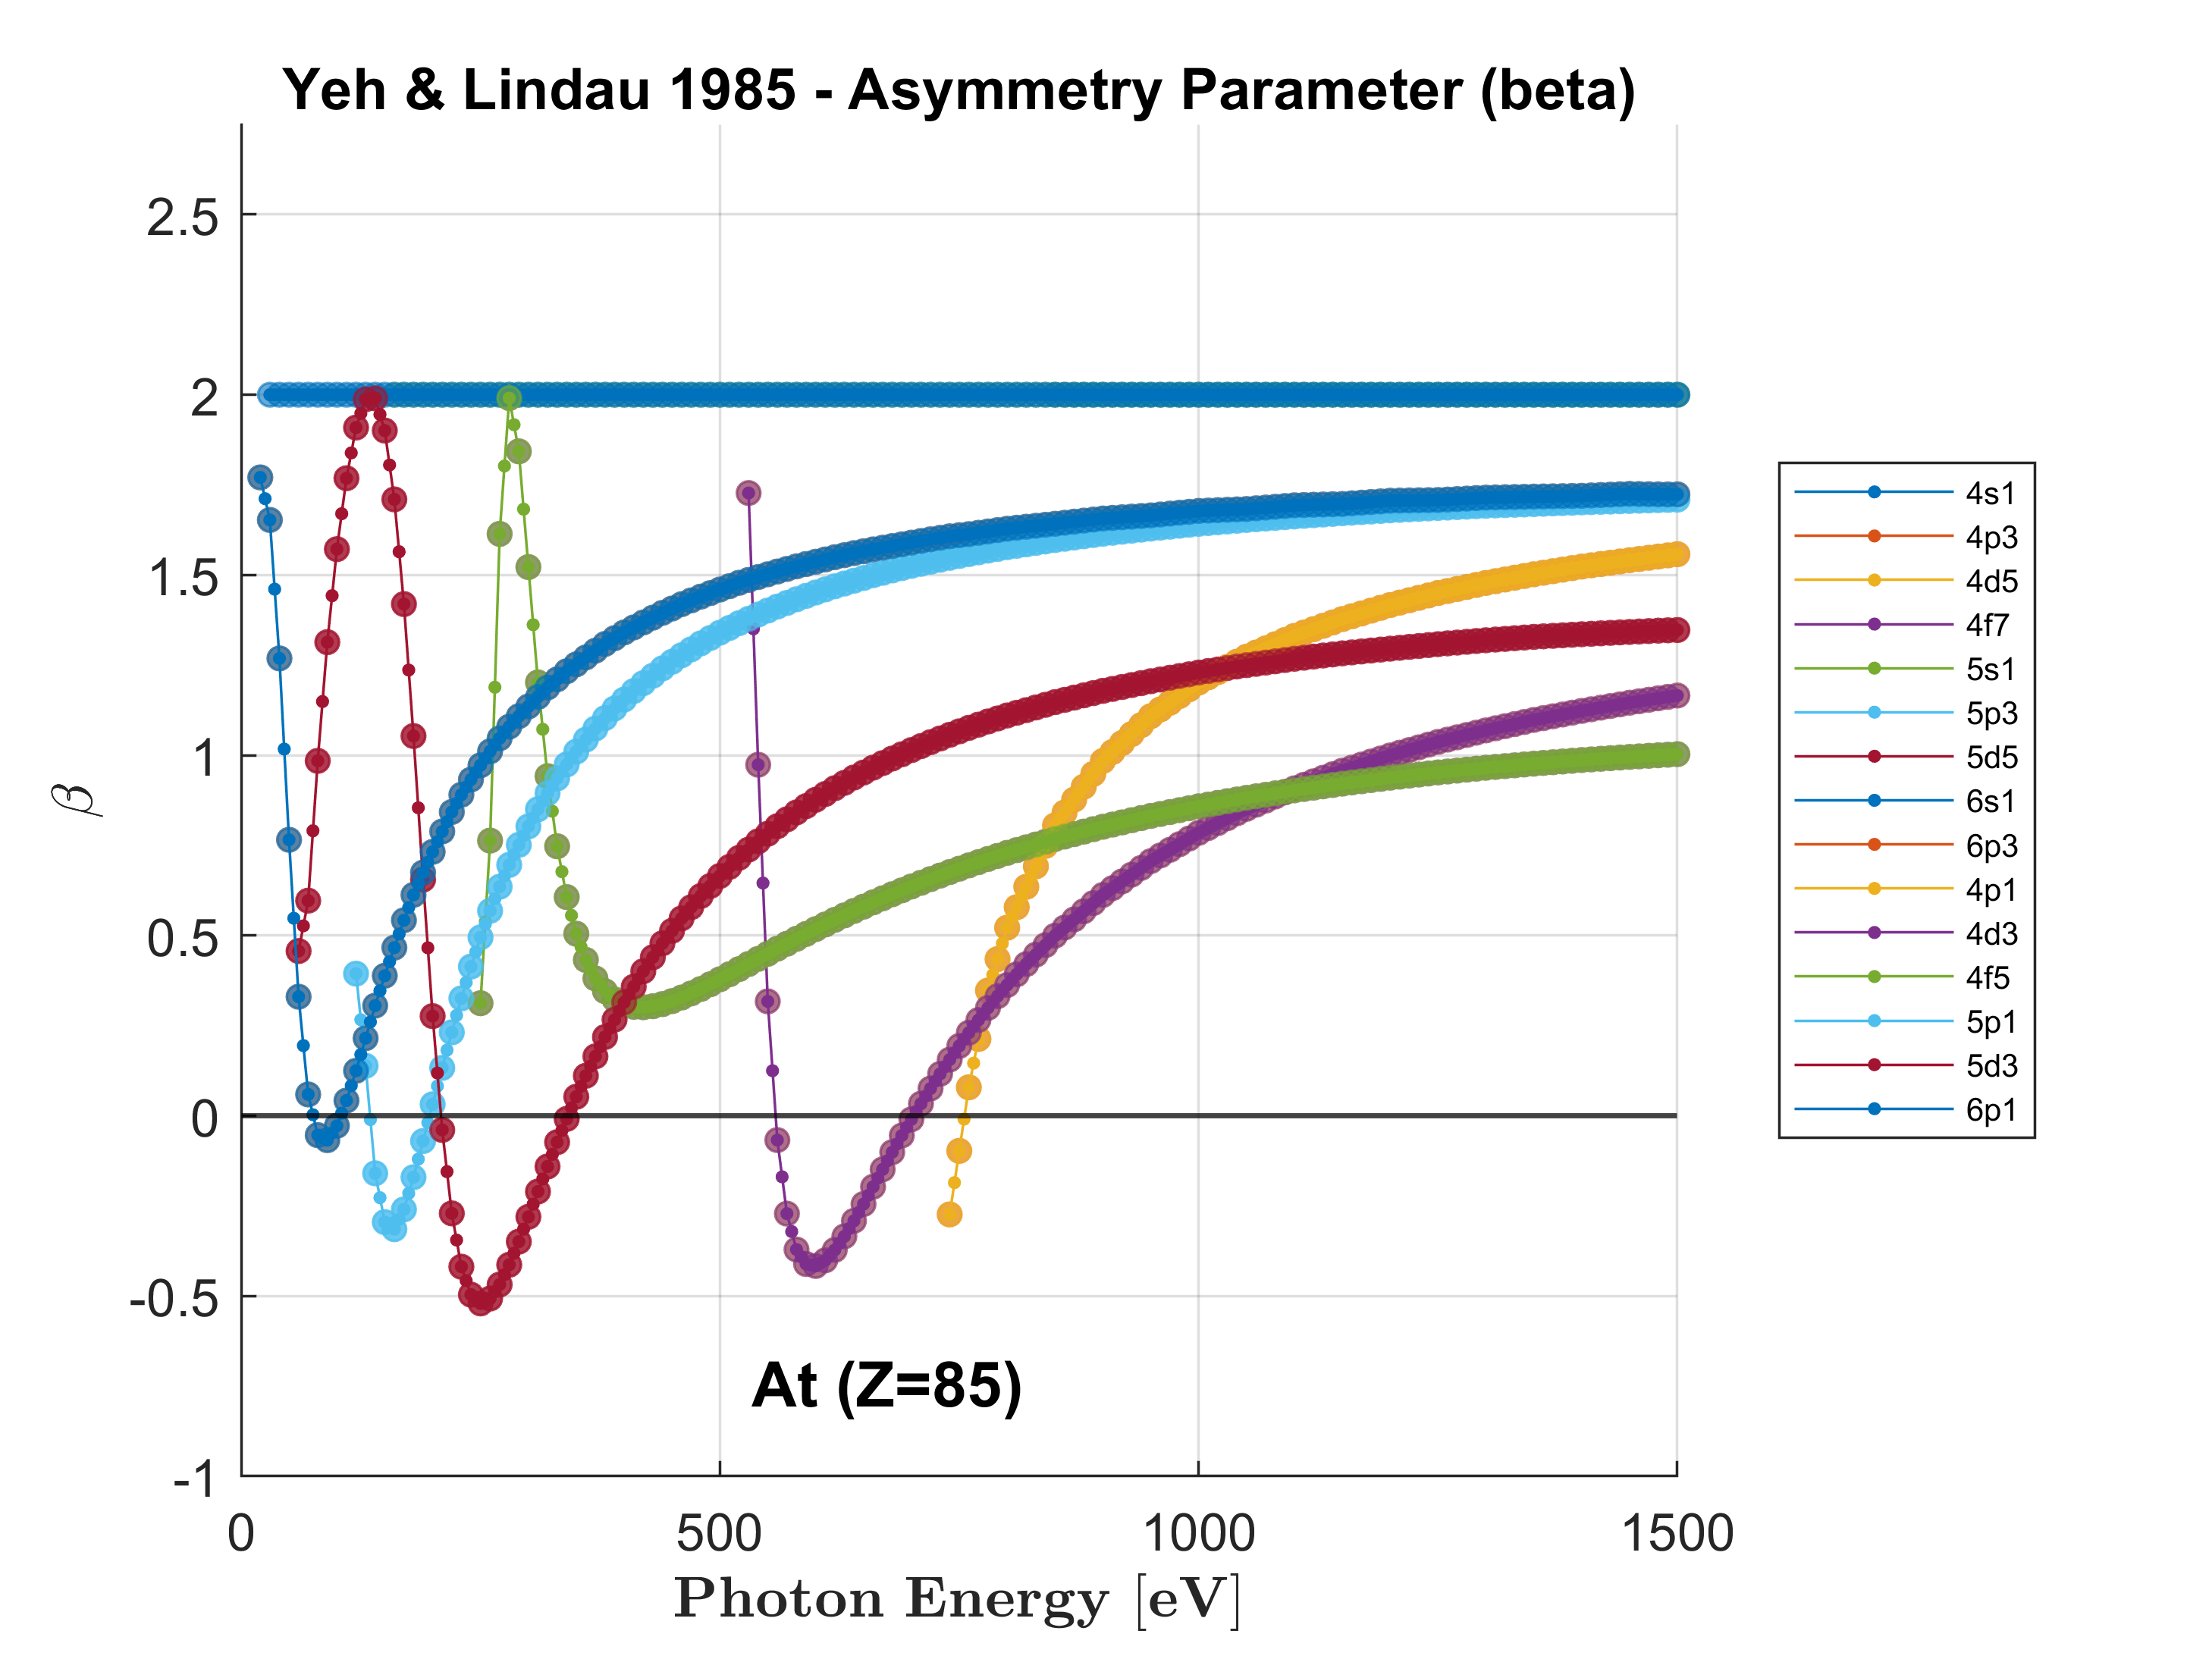 Yeh & Lindau 1985 - Asymmetry Parameter (beta)
2.5
2
1.5
1
0.5
0
-0.5
-1
β
0 500 1000 1500
Photon Energy [eV]
At (Z=85)
4s1
4p3
4d5
4f7
5s1
5p3
5d5
6s1
6p3
4p1
4d3
4f5
5p1
5d3
6p1